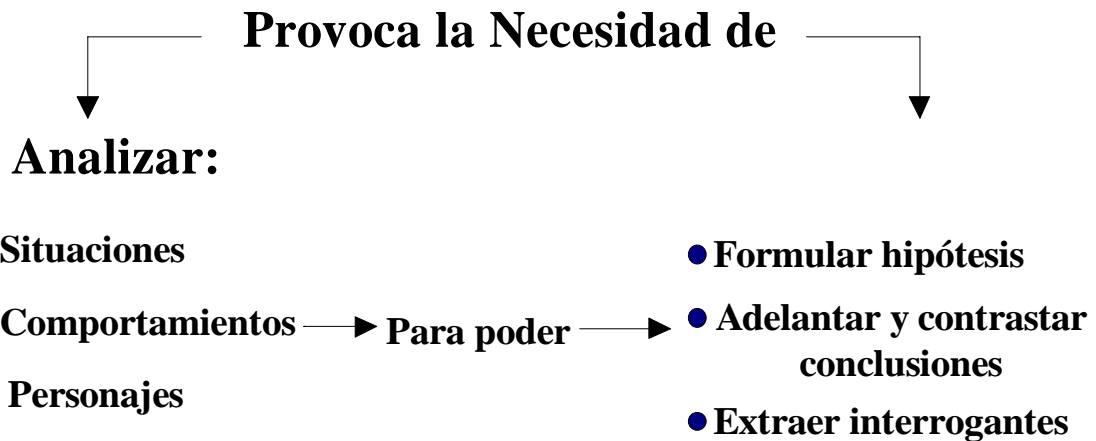 Provoca la Necesidad de
Analizar:
Situaciones
Comportamientos
Personajes
Para poder
Formular hipótesis
Adelantar y contrastar
conclusiones
Extraer interrogantes